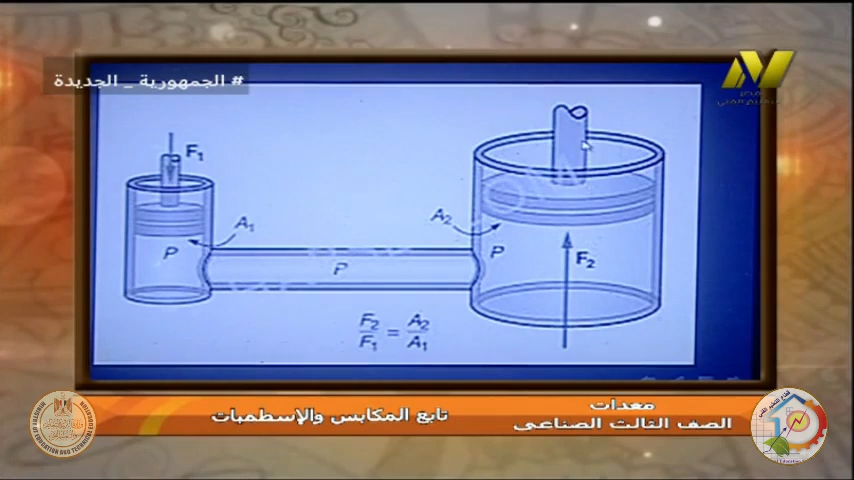 # الجمهورية _ الجديدة
F1
A1
A2
P
P
P
F2
F2/F1 = A2/A1
معدات
الصف الثالث الصناعى
تابع المكابس والإسطمبات